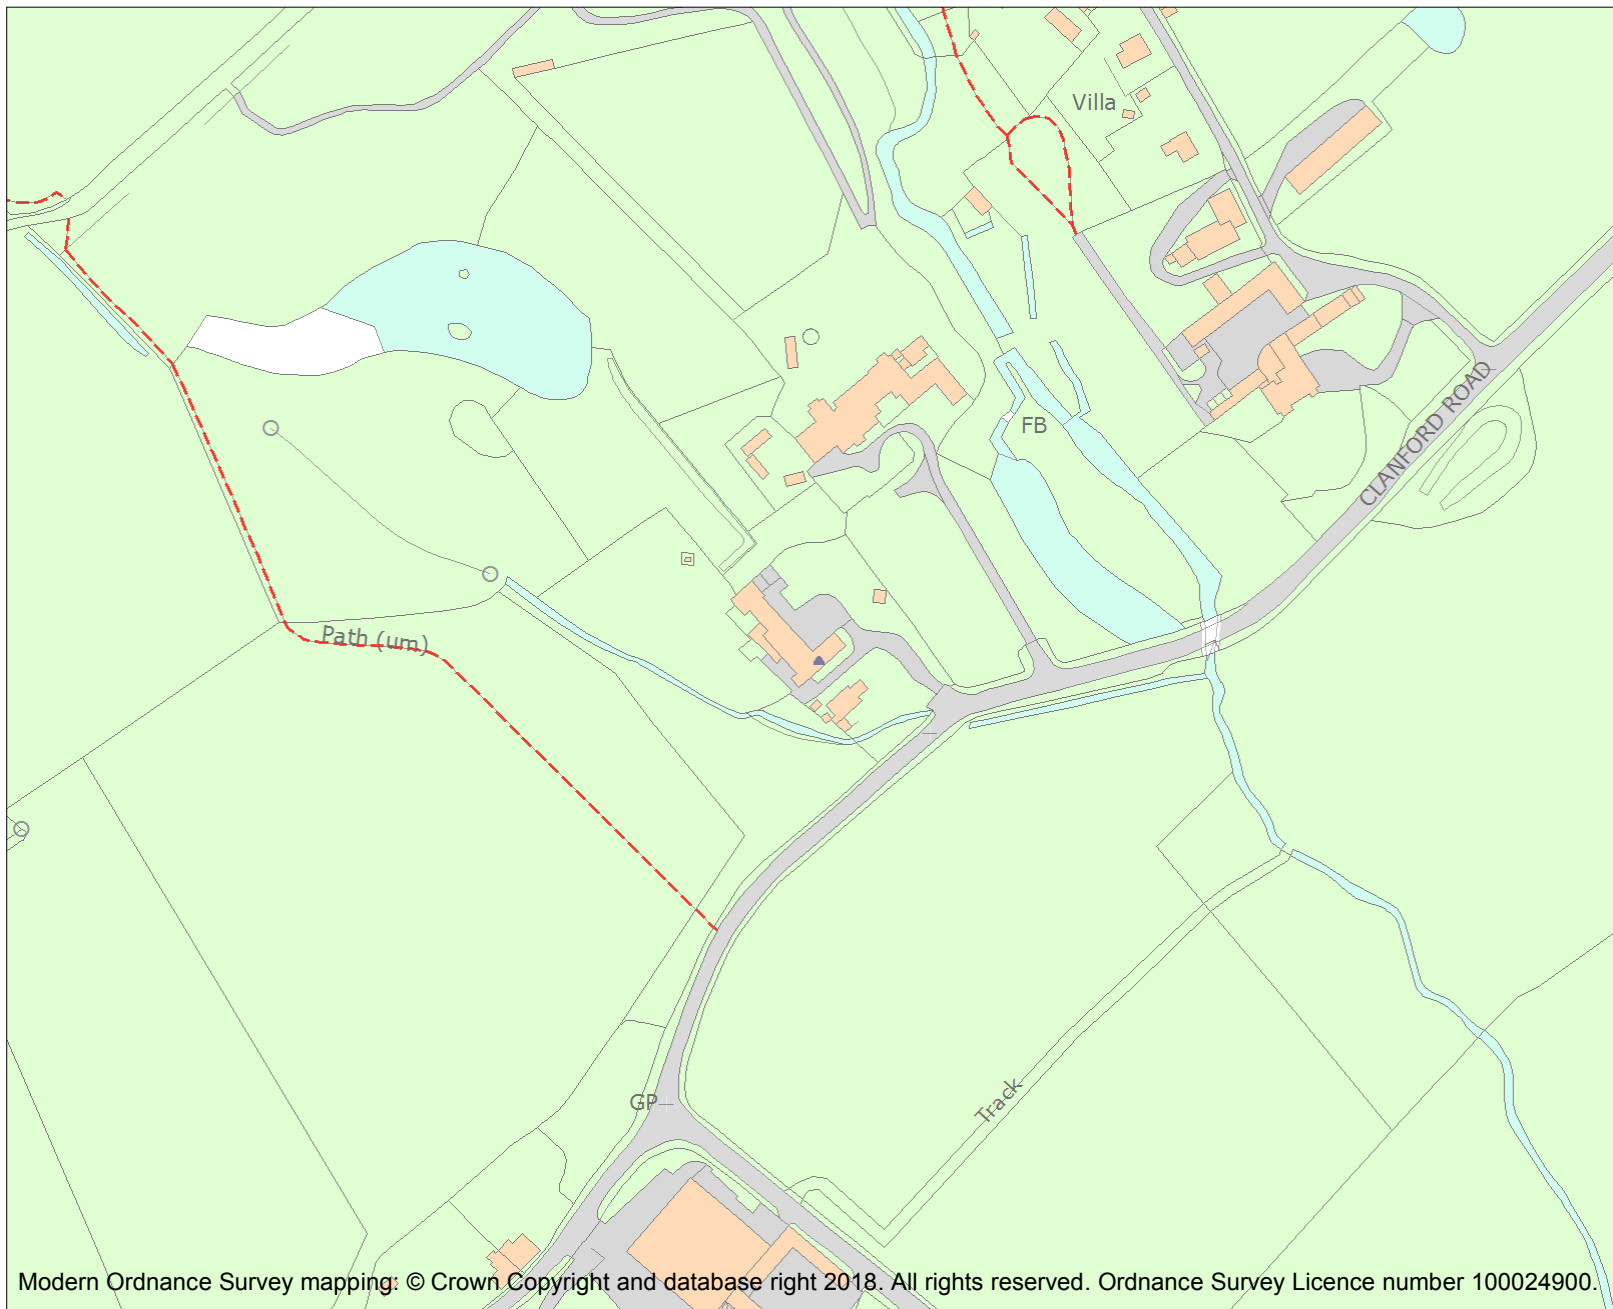 Villa
FB
CLANFORD ROAD
Path (um)
GP
Track
Modern Ordnance Survey mapping: © Crown Copyright and database right 2018. All rights reserved. Ordnance Survey Licence number 100024900.